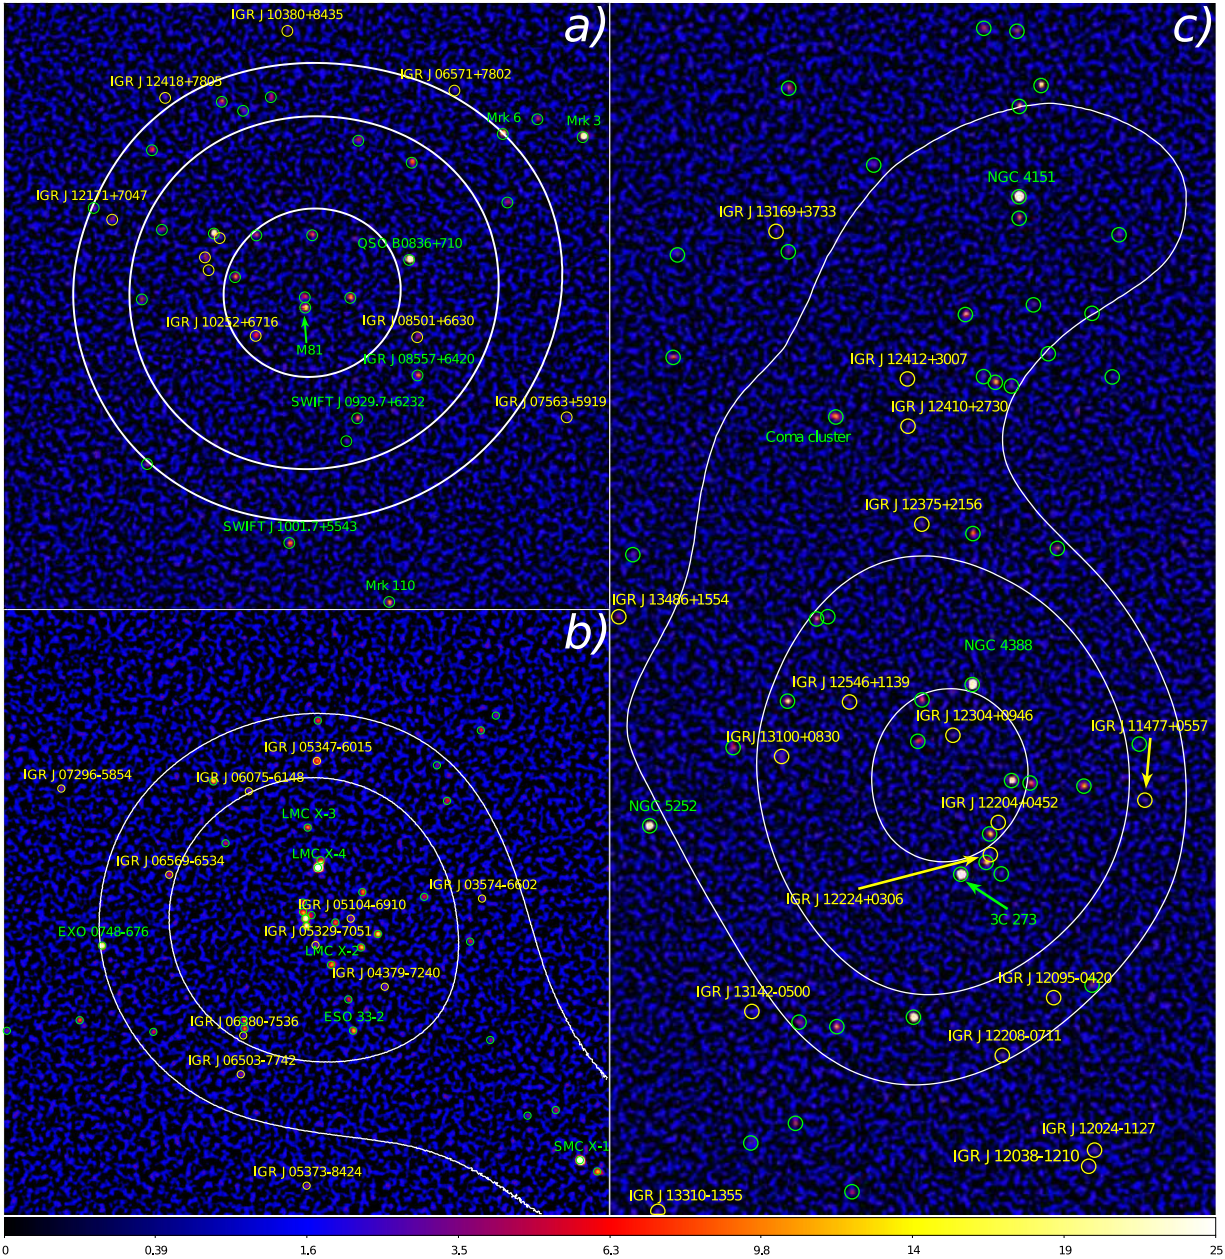 a)
IGR J 10380+8435
IGR J 12418+7805
IGR J 06571+7802
Mrk 6
Mrk 3
IGR J 12171+7047
QSO B0836+710
IGR J 10252+6716
IGR J 08501+6630
M81
IGR J 08557+6420
SWIFT J 0929.7+6232
IGR J 07563+5919
SWIFT J 1001.7+5543
Mrk 110
b)
IGR J 05347-6015
IGR J 07296-5854
IGR J 06075-6148
LMC X-3
LMC X-4
IGR J 06569-6534
IGR J 03574-6602
IGR J 05104-6910
EXO 0748-676
IGR J 05329-7051
LMC X-2
IGR J 04379-7240
IGR J 06380-7536
ESO 33-2
IGR J 06503-7742
SMC X-1
IGR J 05373-8424
c)
NGC 4151
IGR J 13169+3733
IGR J 12412+3007
IGR J 12410+2730
Coma cluster
IGR J 12375+2156
IGR J 13486+1554
NGC 4388
IGR J 12546+1139
IGR J 12304+0946
IGR J 11477+0557
IGR J 13100+0830
NGC 5252
IGR J 12204+0452
IGR J 12224+0306
3C 273
IGR J 12095-0420
IGR J 13142-0500
IGR J 12208-0711
IGR J 12024-1127
IGR J 12038-1210
IGR J 13310-1355
0 0.39 1.6 3.5 6.3 9.8 14 19 25